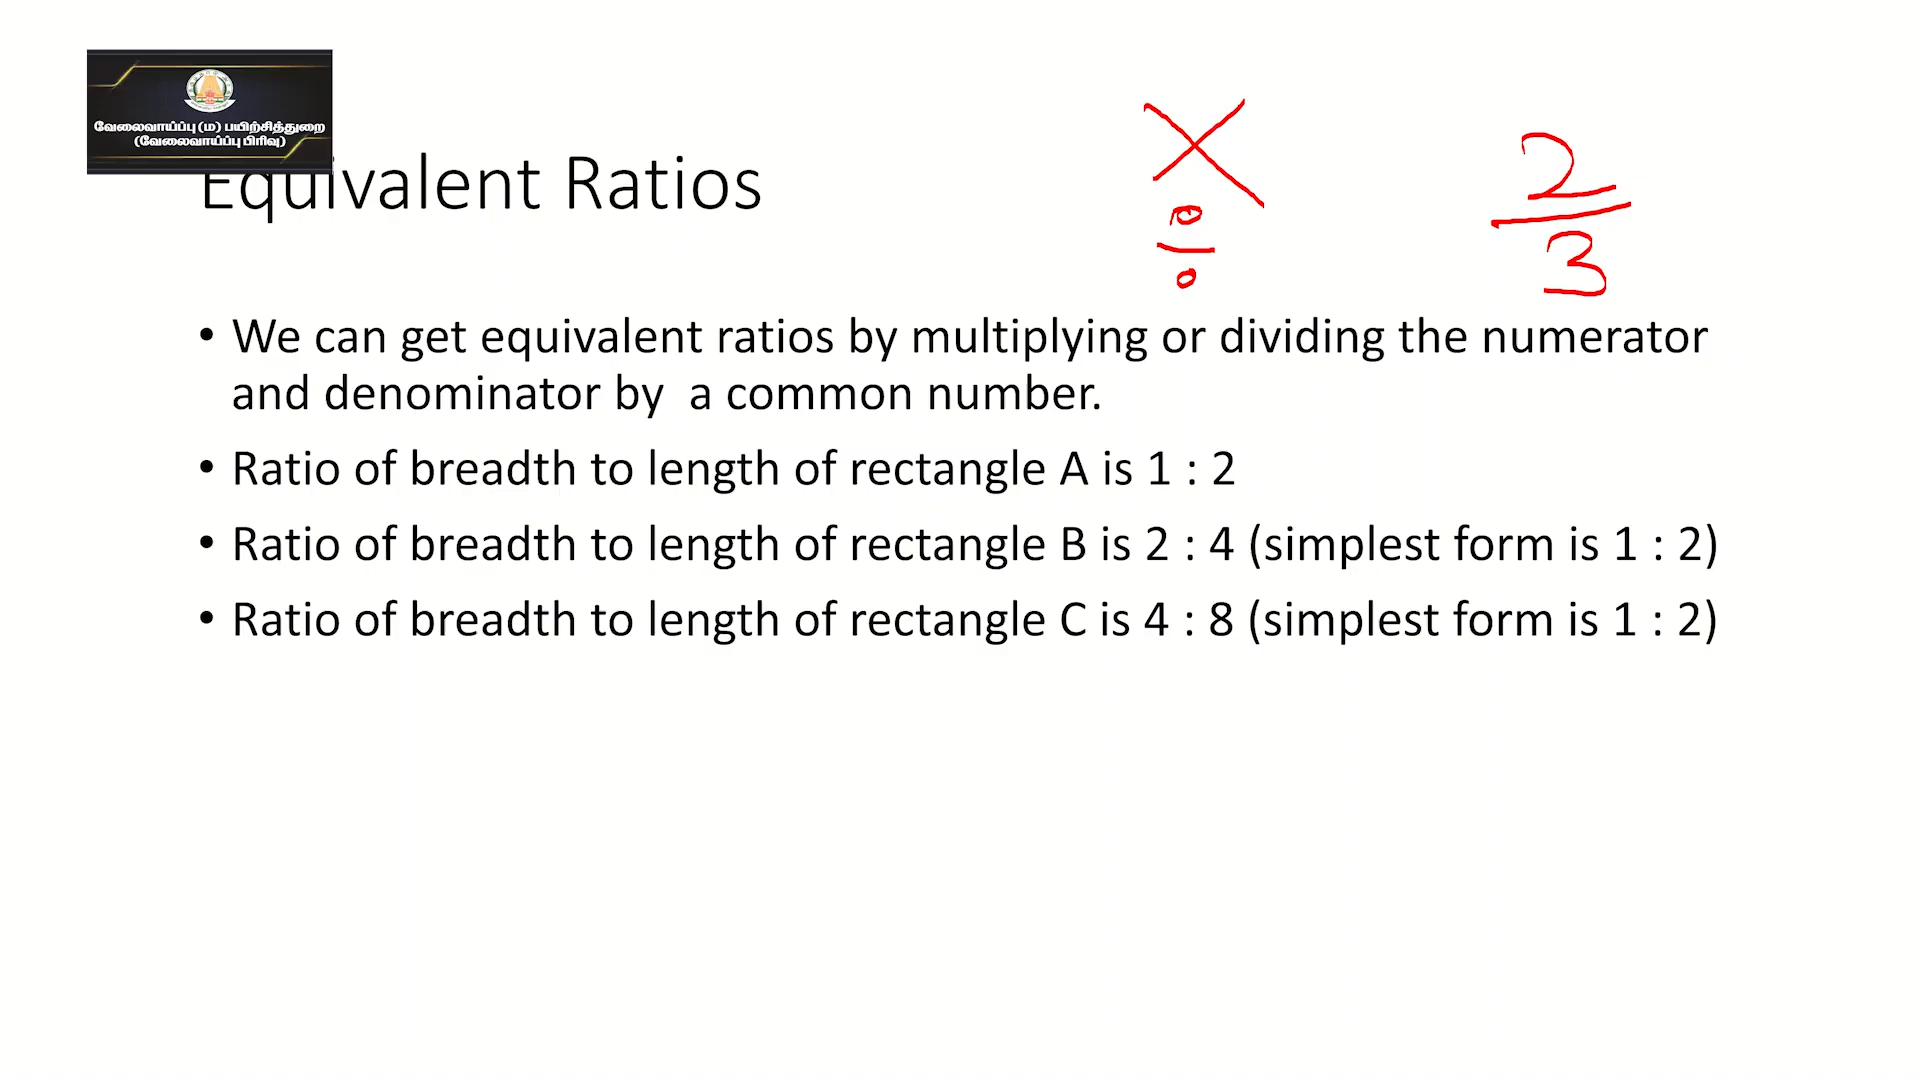 வேலைவாய்ப்பு (ம) பயிற்சித்துறை
(வேலைவாய்ப்பு பிரிவு)
Equivalent Ratios
×
÷
2
3
• We can get equivalent ratios by multiplying or dividing the numerator
and denominator by  a common number.
• Ratio of breadth to length of rectangle A is 1 : 2
• Ratio of breadth to length of rectangle B is 2 : 4 (simplest form is 1 : 2)
• Ratio of breadth to length of rectangle C is 4 : 8 (simplest form is 1 : 2)